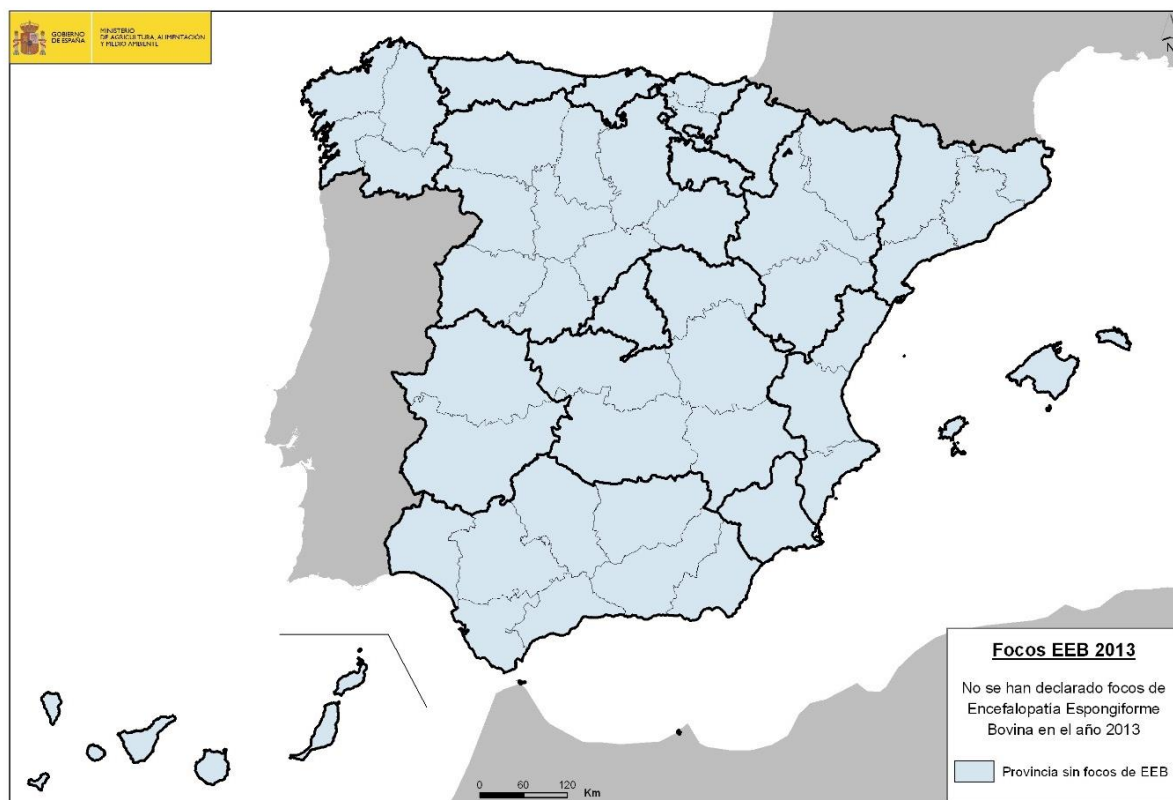 GOBIERNO
DE ESPAÑA
MINISTERIO
DE AGRICULTURA, ALIMENTACIÓN
Y MEDIO AMBIENTE
N
Focos EEB 2013
No se han declarado focos de
Encefalopatía Espongiforme
Bovina en el año 2013
Provincia sin focos de EEB
0 60 120
Km